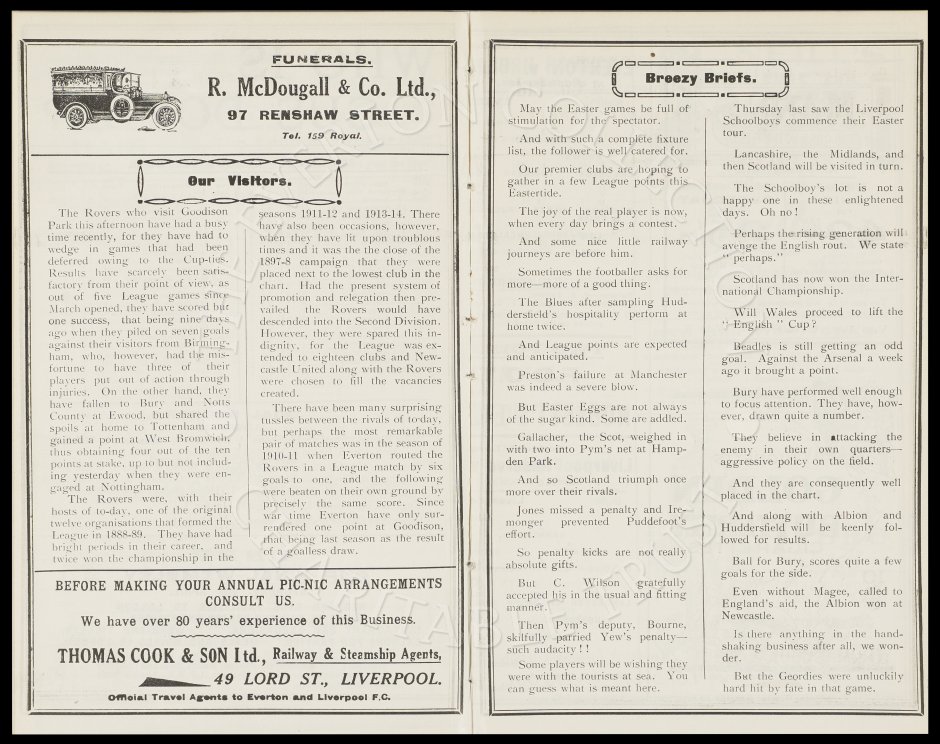 FUNERALS.
R. McDougall & Co. Ltd.,
97 RENSHAW STREET.
Tel. 159 Royal.
Our Visitors.
The Rovers who visit Goodison
Park this afternoon have had a busy
time recently, for they have had to
wedge in games that had been
deferred owing to the Cup-ties.
Results have scarcely been satis-
factory from their point of view, as
out of five League games since
March opened, they have scored but
one success, that being nine days
ago when they piled on seven goals
against their visitors from Birming-
ham, who, however, had the mis-
fortune to have three of their
players put out of action through
injuries. On the other hand, they
have fallen to Bury and Notts
County at Ewood, but shared the
spoils at home to Tottenham and
gained a point at West Bromwich,
thus obtaining four out of the ten
points at stake, up to but not includ-
ing yesterday when they were en-
gaged at Nottingham.
The Rovers were, with their
hosts of to-day, one of the original
twelve organisations that formed the
League in 1888-89. They have had
bright periods in their career, and
twice won the championship in the
seasons 1911-12 and 1913-14. There
have also been occasions, however,
when they have lit upon troublous
times and it was the the close of the
1897-8 campaign that they were
placed next to the lowest club in the
chart. Had the present system of
promotion and relegation then pre-
vailed the Rovers would have
descended into the Second Division.
However, they were spared this in-
dignity, for the League was ex-
tended to eighteen clubs and New-
castle United along with the Rovers
were chosen to fill the vacancies
created.
There have been many surprising
tussles between the rivals of to-day,
but perhaps the most remarkable
pair of matches was in the season of
1910-11 when Everton routed the
Rovers in a League match by six
goals to one, and the following
were beaten on their own ground by
precisely the same score. Since
war time Everton have only sur-
rendered one point at Goodison,
that being last season as the result
of a goalless draw.
BEFORE MAKING YOUR ANNUAL PIC-NIC ARRANGEMENTS
CONSULT US.
We have over 80 years' experience of this Business.
THOMAS COOK & SON Ltd., Railway & Steamship Agents,
49 LORD ST., LIVERPOOL.
Official Travel Agents to Everton and Liverpool F.C.
Breezy Briefs.
May the Easter games be full of
stimulation for the spectator.
And with such a complete fixture
list, the follower is well catered for.
Our premier clubs are hoping to
gather in a few League points this
Eastertide.
The joy of the real player is now,
when every day brings a contest.
And some nice little railway
journeys are before him.
Sometimes the footballer asks for
more—more of a good thing.
The Blues after sampling Hud-
dersfield's hospitality perform at
home twice.
And League points are expected
and anticipated.
Preston's failure at Manchester
was indeed a severe blow.
But Easter Eggs are not always
of the sugar kind. Some are addled.
Gallacher, the Scot, weighed in
with two into Pym's net at Hamp-
den Park.
And so Scotland triumph once
more over their rivals.
Jones missed a penalty and Ire-
monger prevented Puddefoot's
effort.
So penalty kicks are not really
absolute gifts.
But C. Wilson gratefully
accepted his in the usual and fitting
manner.
Then Pym's deputy, Bourne,
skilfully parried Yew's penalty—
such audacity!!
Some players will be wishing they
were with the tourists at sea. You
can guess what is meant here.
Thursday last saw the Liverpool
Schoolboys commence their Easter
tour.
Lancashire, the Midlands, and
then Scotland will be visited in turn.
The Schoolboy's lot is not a
happy one in these enlightened
days. Oh no!
Perhaps the rising generation will
avenge the English rout. We state
" perhaps."
Scotland has now won the Inter-
national Championship.
Will Wales proceed to lift the
" English " Cup?
Beadles is still getting an odd
goal. Against the Arsenal a week
ago it brought a point.
Bury have performed well enough
to focus attention. They have, how-
ever, drawn quite a number.
They believe in attacking the
enemy in their own quarters—
aggressive policy on the field.
And they are consequently well
placed in the chart.
And along with Albion and
Huddersfield will be keenly fol-
lowed for results.
Ball for Bury, scores quite a few
goals for the side.
Even without Magee, called to
England's aid, the Albion won at
Newcastle.
Is there anything in the hand-
shaking business after all, we won-
der.
But the Geordies were unluckily
hard hit by fate in that game.